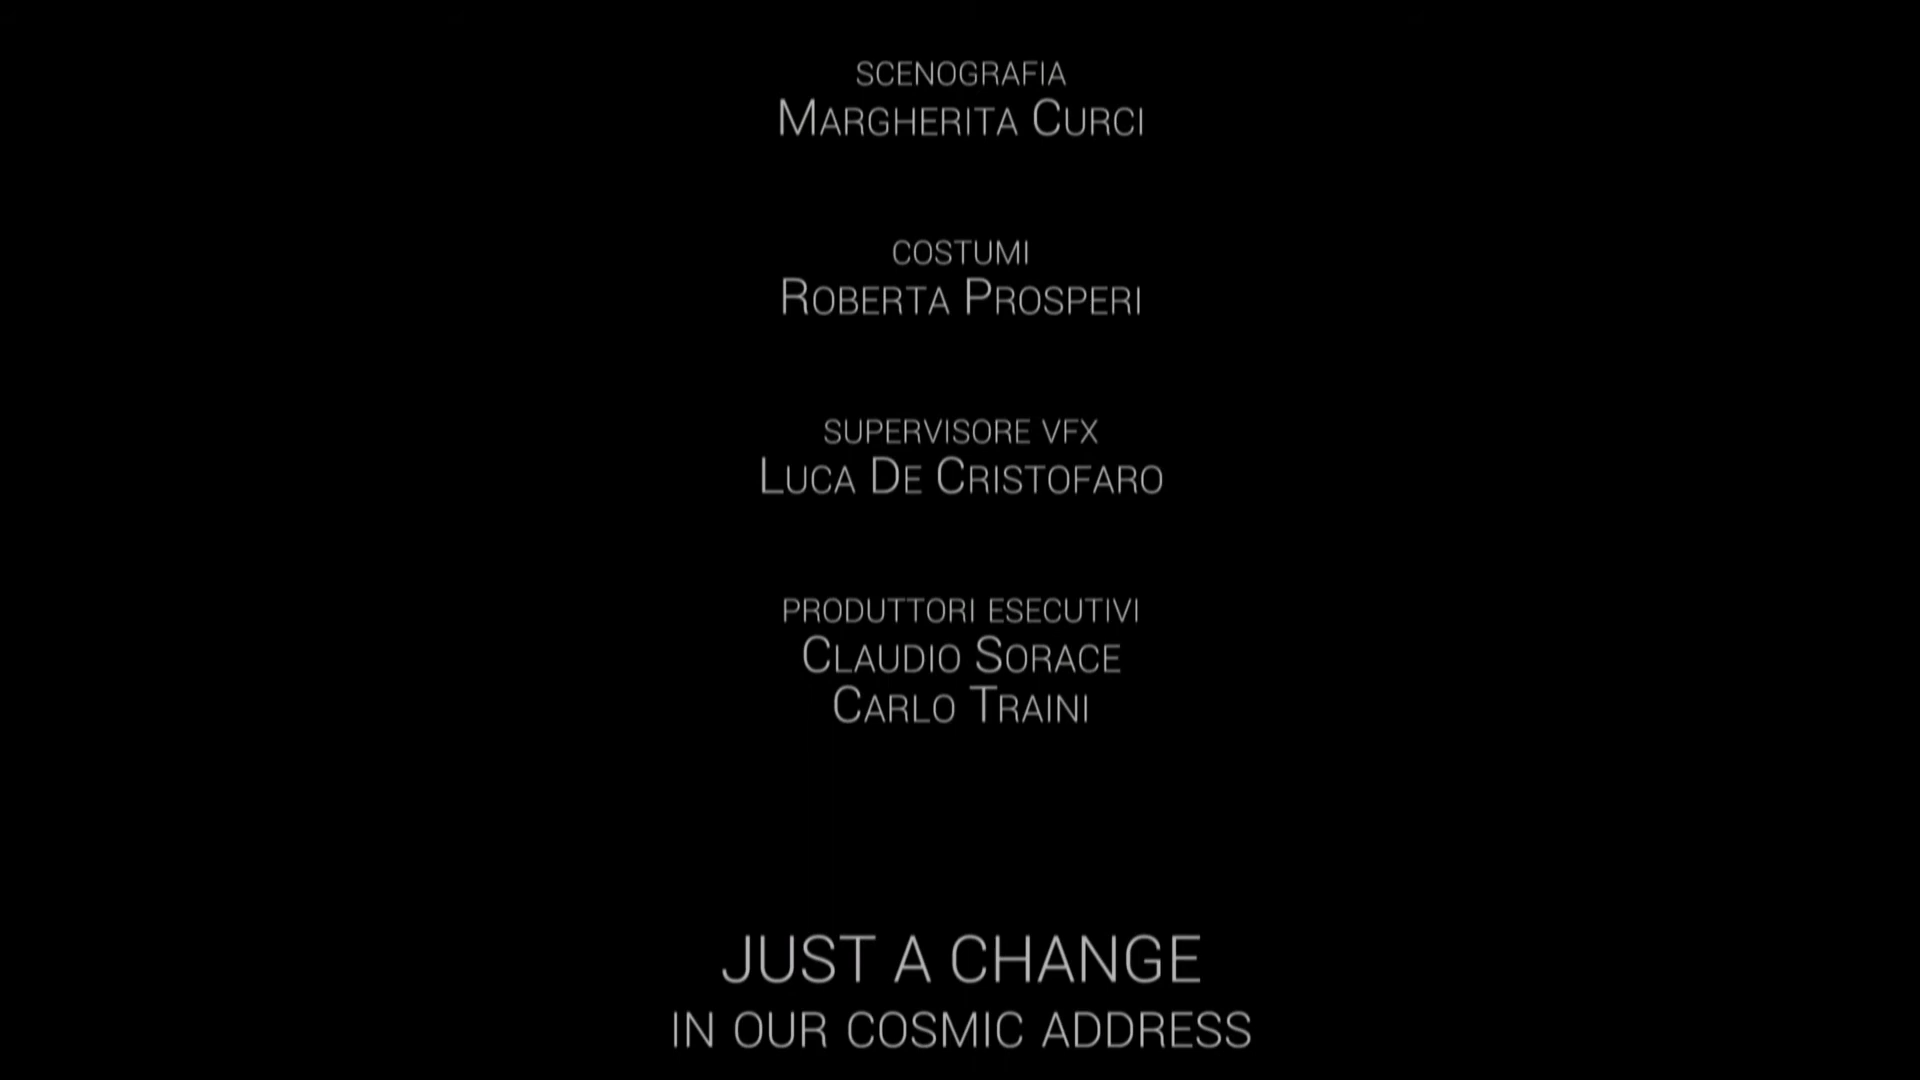 SCENOGRAFIA
MARGHERITA CURCI
COSTUMI
ROBERTA PROSPERI
SUPERVISORE VFX
LUCA DE CRISTOFARO
PRODUTTORI ESECUTIVI
CLAUDIO SORACE
CARLO TRAINI
JUST A CHANGE
IN OUR COSMIC ADDRESS